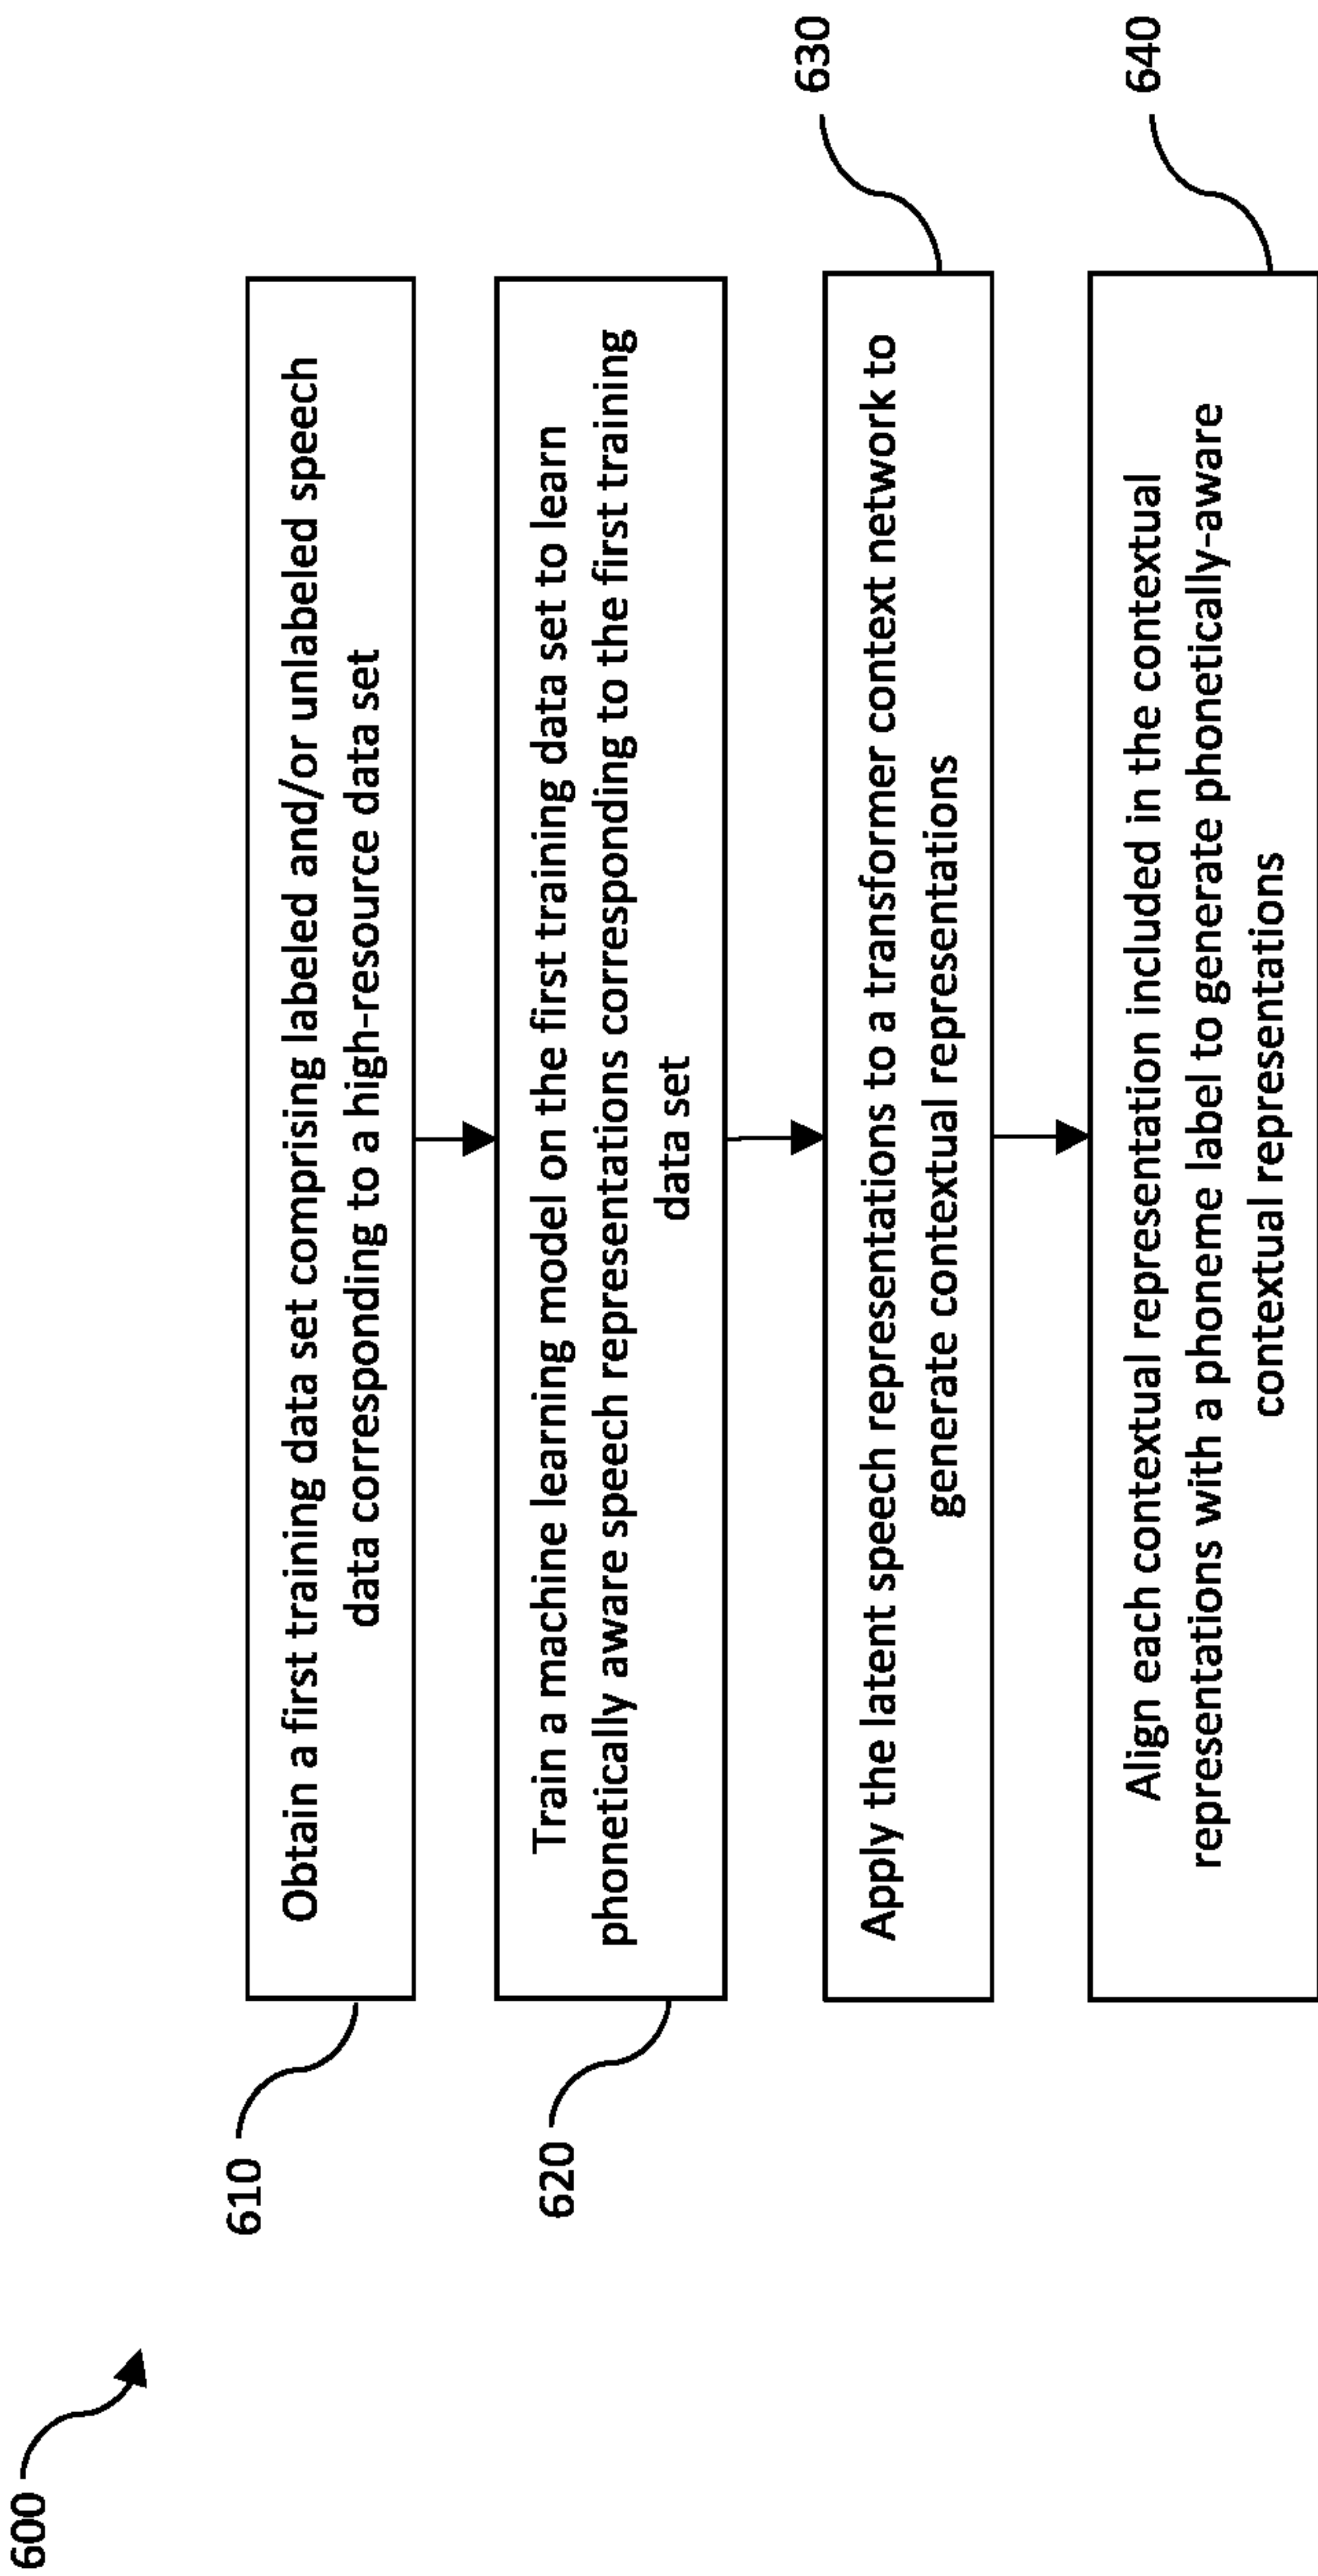 600
610
Obtain a first training data set comprising labeled and/or unlabeled speech
data corresponding to a high-resource data set
620
Train a machine learning model on the first training data set to learn
phonetically aware speech representations corresponding to the first training
data set
630
Apply the latent speech representations to a transformer context network to
generate contextual representations
640
Align each contextual representation included in the contextual
representations with a phoneme label to generate phonetically-aware
contextual representations